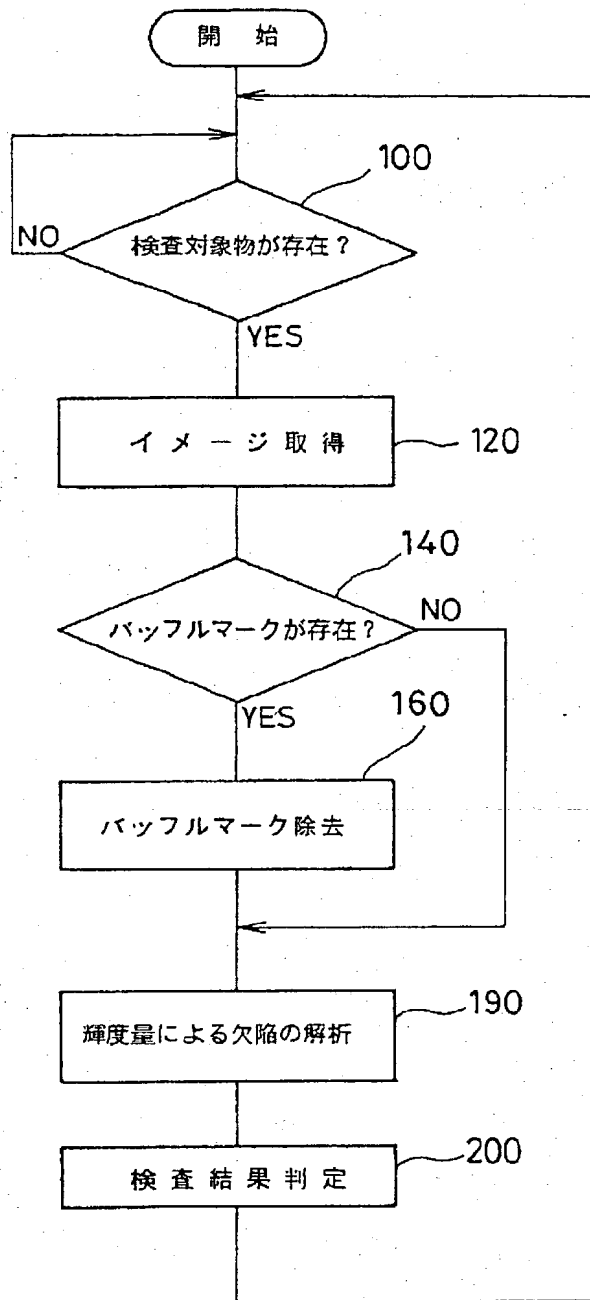 開始
100
検査対象物が存在?
NO
YES
イメージ取得
120
140
バッフルマークが存在?
NO
YES
160
バッフルマーク除去
190
輝度量による欠陥の解析
200
検査結果判定